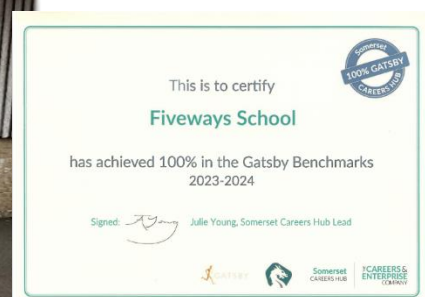 Somerset
100% GATSBY
CAREERS HUB
This is to certify
Fiveways School
has achieved 100% in the Gatsby Benchmarks
2023-2024
Signed: AYoung Julie Young, Somerset Careers Hub Lead
GATSBY
Somerset
CAREERS HUB
THE CAREERS &
ENTERPRISE
COMPANY